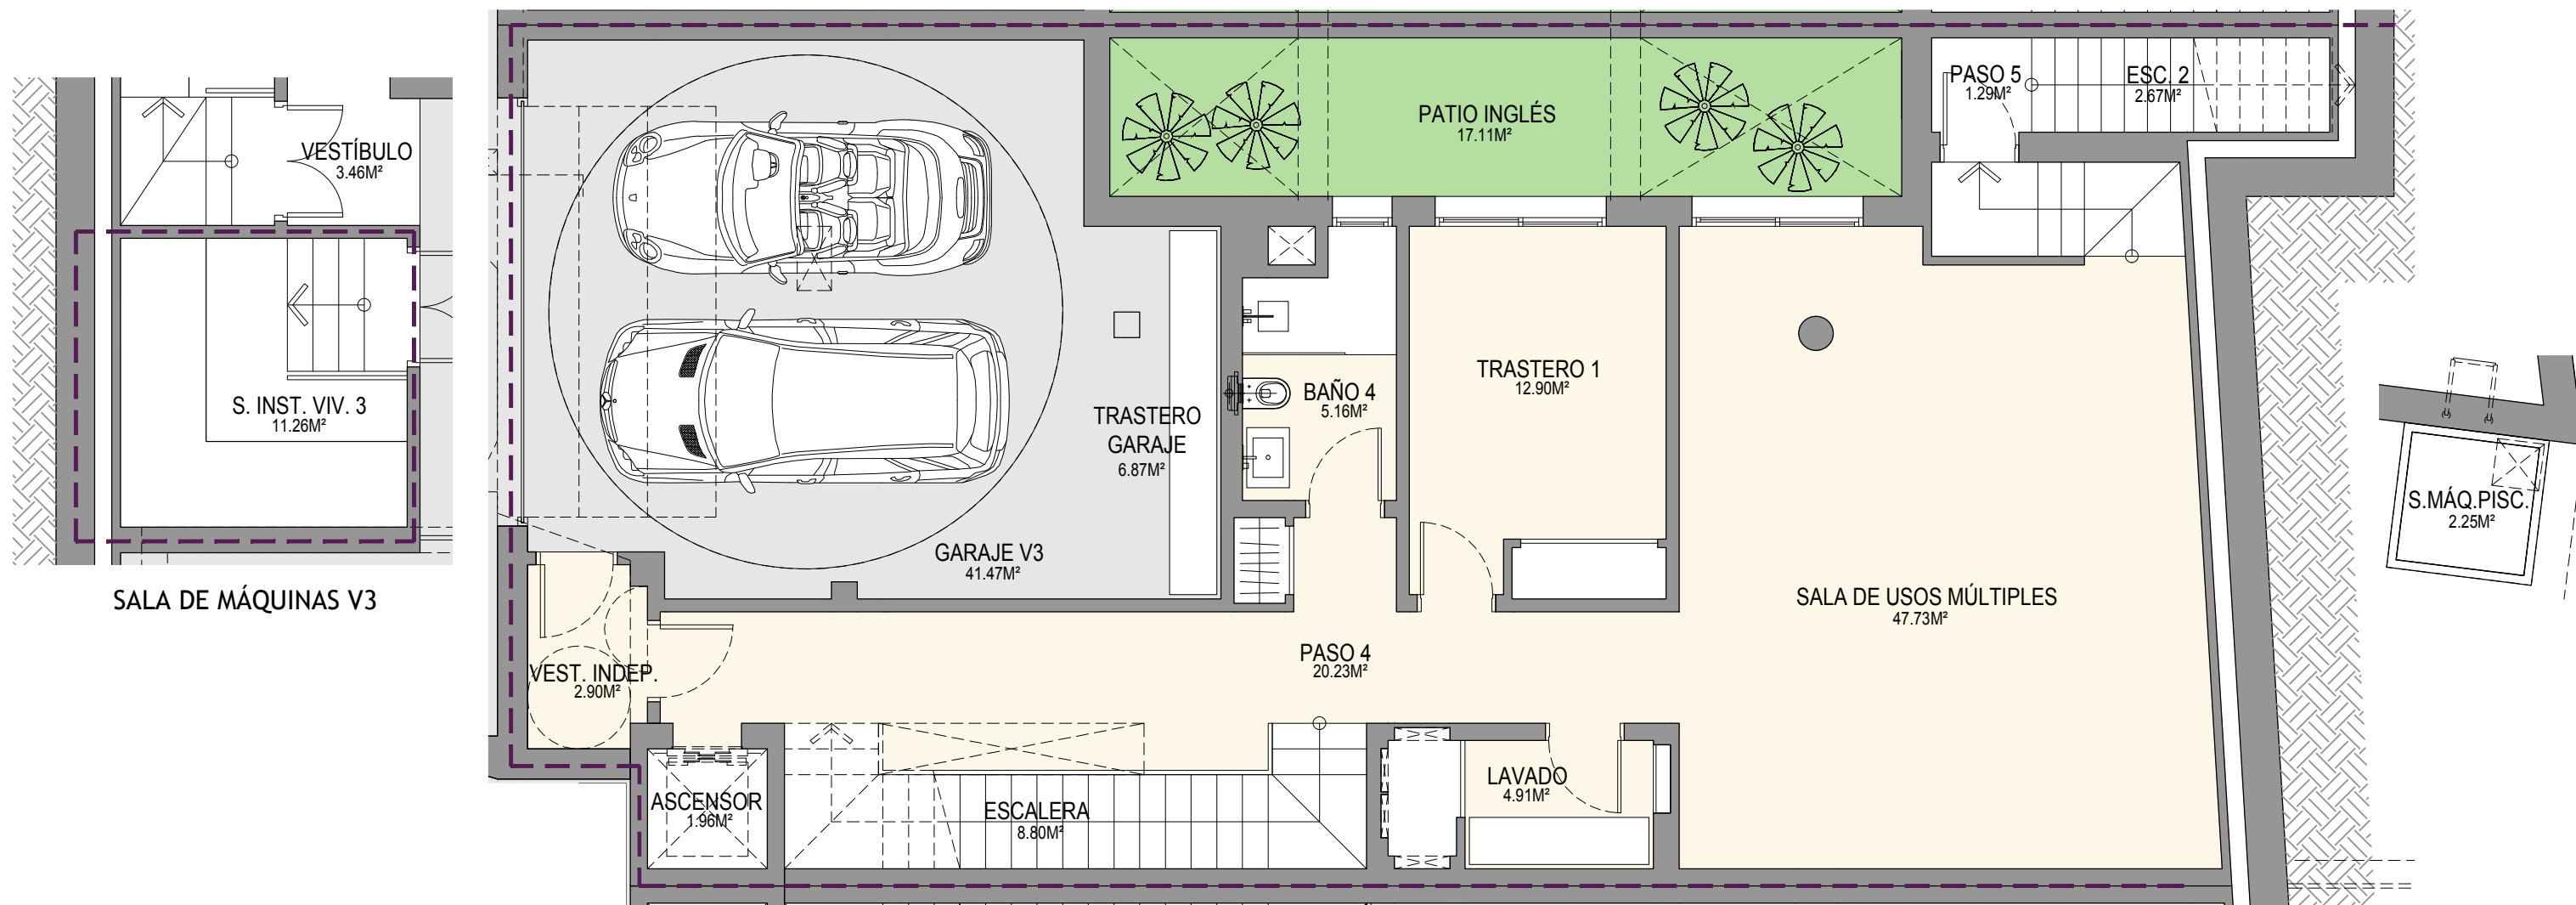 VESTÍBULO
3.46M²
S. INST. VIV. 3
11.26M²
SALA DE MÁQUINAS V3
PATIO INGLÉS
17.11M²
PASO 5
1.29M²
ESC. 2
2.67M²
TRASTERO
GARAJE
6.87M²
BAÑO 4
5.16M²
TRASTERO 1
12.90M²
GARAJE V3
41.47M²
SALA DE USOS MÚLTIPLES
47.73M²
S.MÁQ.PISC.
2.25M²
VEST. INDEP.
2.90M²
PASO 4
20.23M²
ASCENSOR
1.96M²
ESCALERA
8.80M²
LAVADO
4.91M²